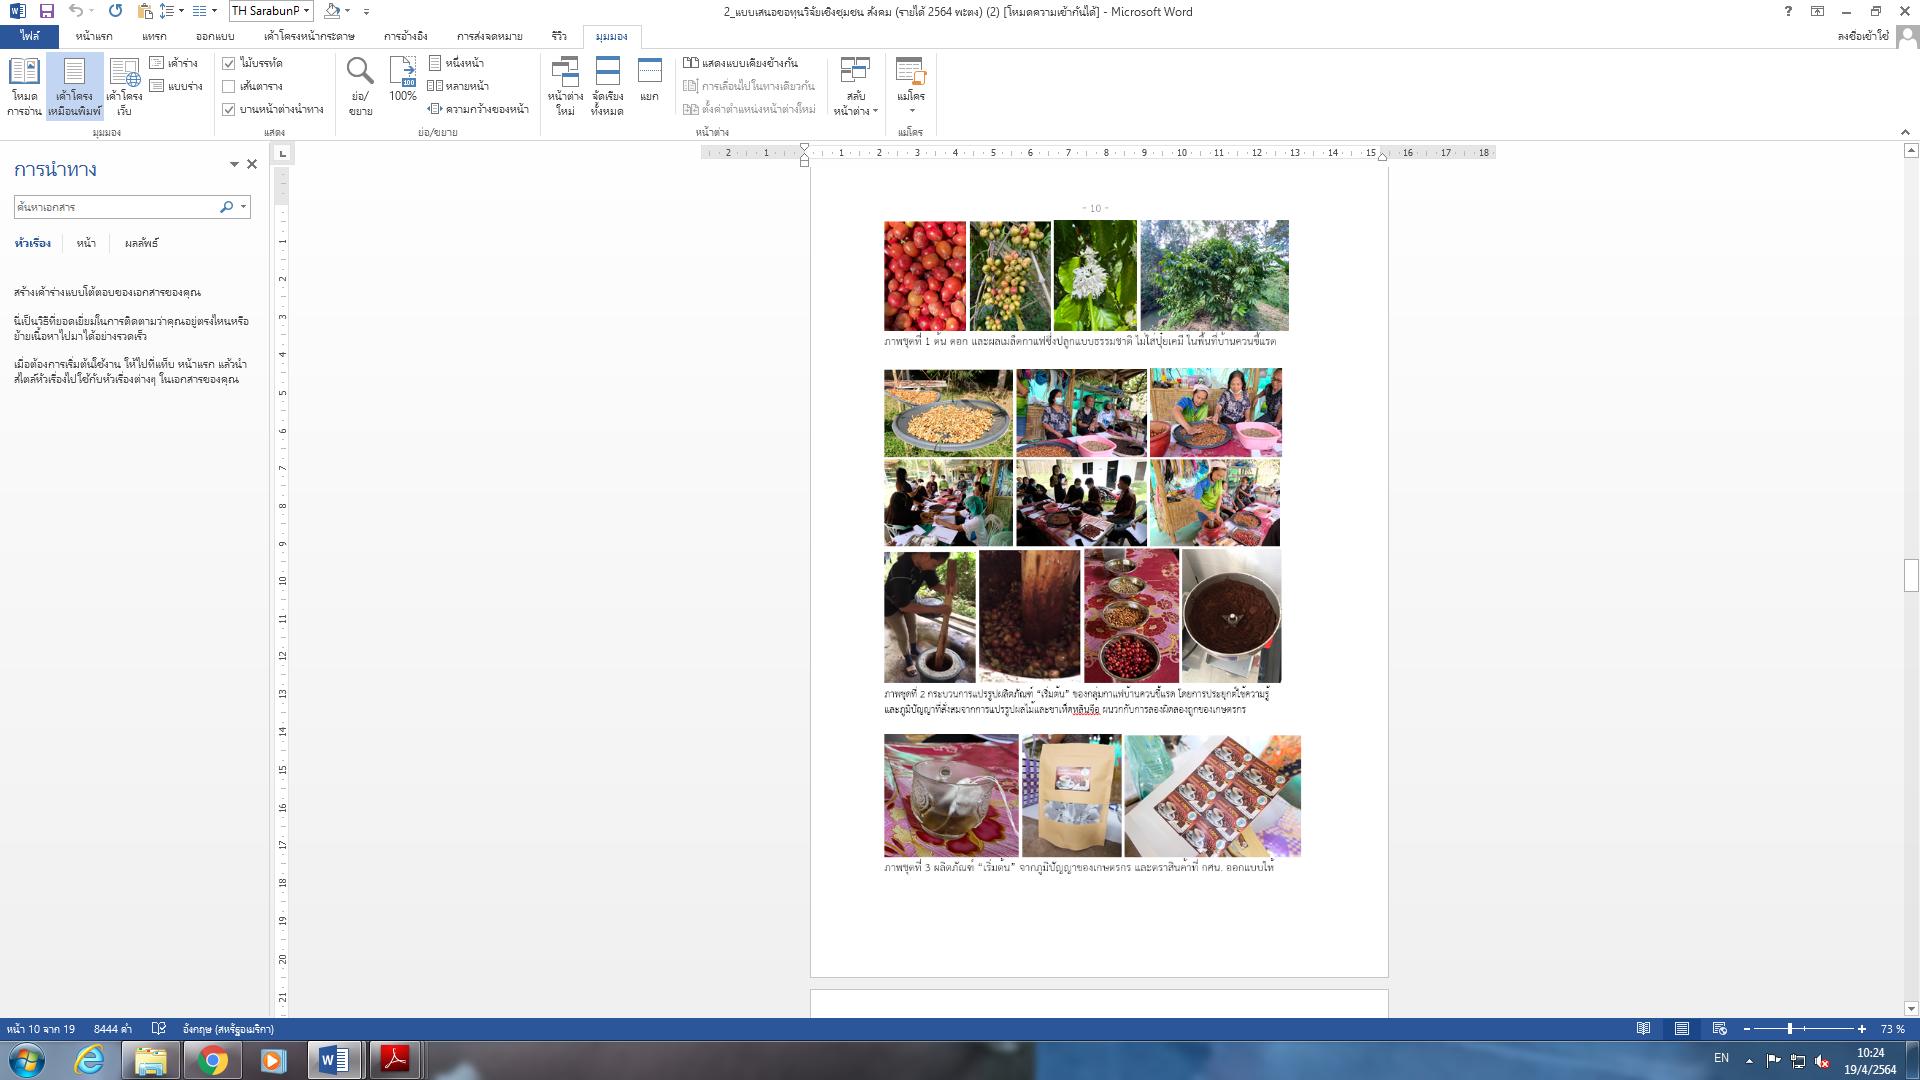 2_แบบเสนอขอทุนวิจัยเชิงชุมชน สังคม (รายได้ 2564 พะตง) (2) [โหมดความเข้ากันได้] - Microsoft Word
TH SarabunP
ไฟล์ หน้าแรก แทรก ออกแบบ เค้าโครงหน้ากระดาษ การอ้างอิง การส่งจดหมาย รีวิว มุมมอง ลงชื่อเข้าใช้
โหมดการอ่าน
เค้าโครงเหมือนพิมพ์
เค้าโครงเว็บ
เค้าร่าง
แบบร่าง
มุมมอง
ไม้บรรทัด
เส้นตาราง
บานหน้าต่างนำทาง
แสดง
ย่อ/ขยาย
100%
หนึ่งหน้า
หลายหน้า
ความกว้างของหน้า
ย่อ/ขยาย
หน้าต่างใหม่
จัดเรียงทั้งหมด
แยก
แสดงแบบเคียงข้างกัน
การเลื่อนไปในทางเดียวกัน
ตั้งค่าตำแหน่งหน้าต่างใหม่
สลับหน้าต่าง
หน้าต่าง
แมโคร
แมโคร
การนำทาง
ค้นหาเอกสาร
หัวเรื่อง หน้า ผลลัพธ์
สร้างเค้าร่างแบบโต้ตอบของเอกสารของคุณ
นี่เป็นวิธีที่ยอดเยี่ยมในการติดตามว่าคุณอยู่ตรงไหนหรือ
ย้ายเนื้อหาไปมาได้อย่างรวดเร็ว
เมื่อต้องการเริ่มต้นใช้งาน ให้ไปที่แท็บ หน้าแรก แล้วนำ
สไตล์หัวเรื่องไปใช้กับหัวเรื่องต่างๆ ในเอกสารของคุณ
2 1 1 2 3 4 5 6 7 8 9 10 11 12 13 14 15 16 17 18
1
2
3
4
5
6
7
8
9
10
11
12
13
14
15
16
17
18
19
20
21
- 10 -
ภาพชุดที่ 1 ต้น ดอก และผลเมล็ดกาแฟซึ่งปลูกแบบธรรมชาติ ไม่ใส่ปุ๋ยเคมี ในพื้นที่บ้านควนขี้แรด
ภาพชุดที่ 2 กระบวนการแปรรูปผลิตภัณฑ์ “เริ่มต้น” ของกลุ่มกาแฟบ้านควนขี้แรด โดยการประยุกต์ใช้ความรู้
และภูมิปัญญาที่สั่งสมจากการแปรรูปผลไม้และชาเห็ดหลินจือ ผนวกกับการลองผิดลองถูกของเกษตรกร
ภาพชุดที่ 3 ผลิตภัณฑ์ “เริ่มต้น” จากภูมิปัญญาของเกษตรกร และตราสินค้าที่ กศน. ออกแบบให้
หน้า 10 จาก 19 8444 คำ อังกฤษ (สหรัฐอเมริกา) 73 %
EN
10:24
19/4/2564